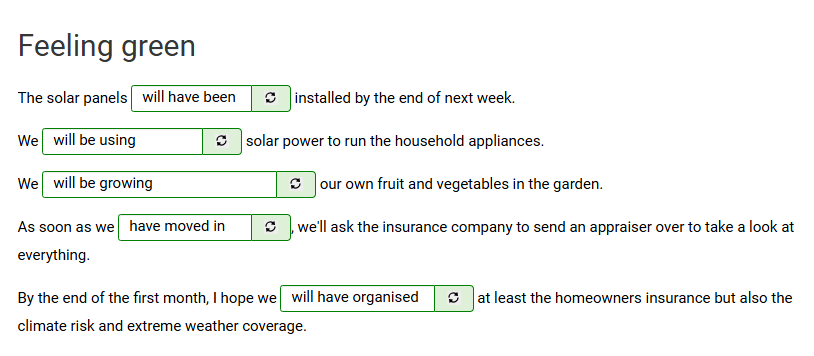 Feeling green
The solar panels will have been installed by the end of next week.
We will be using solar power to run the household appliances.
We will be growing our own fruit and vegetables in the garden.
As soon as we have moved in , we'll ask the insurance company to send an appraiser over to take a look at
everything.
By the end of the first month, I hope we will have organised at least the homeowners insurance but also the
climate risk and extreme weather coverage.